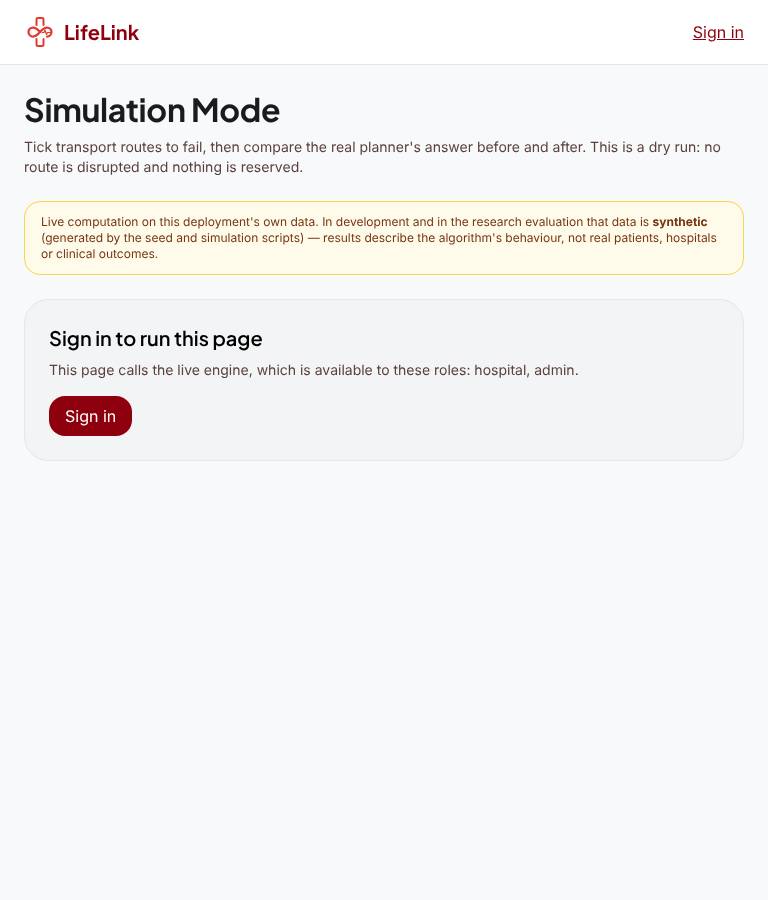 LifeLink
Sign in
Simulation Mode
Tick transport routes to fail, then compare the real planner's answer before and after. This is a dry run: no
route is disrupted and nothing is reserved.
Live computation on this deployment's own data. In development and in the research evaluation that data is synthetic
(generated by the seed and simulation scripts) — results describe the algorithm's behaviour, not real patients, hospitals
or clinical outcomes.
Sign in to run this page
This page calls the live engine, which is available to these roles: hospital, admin.
Sign in